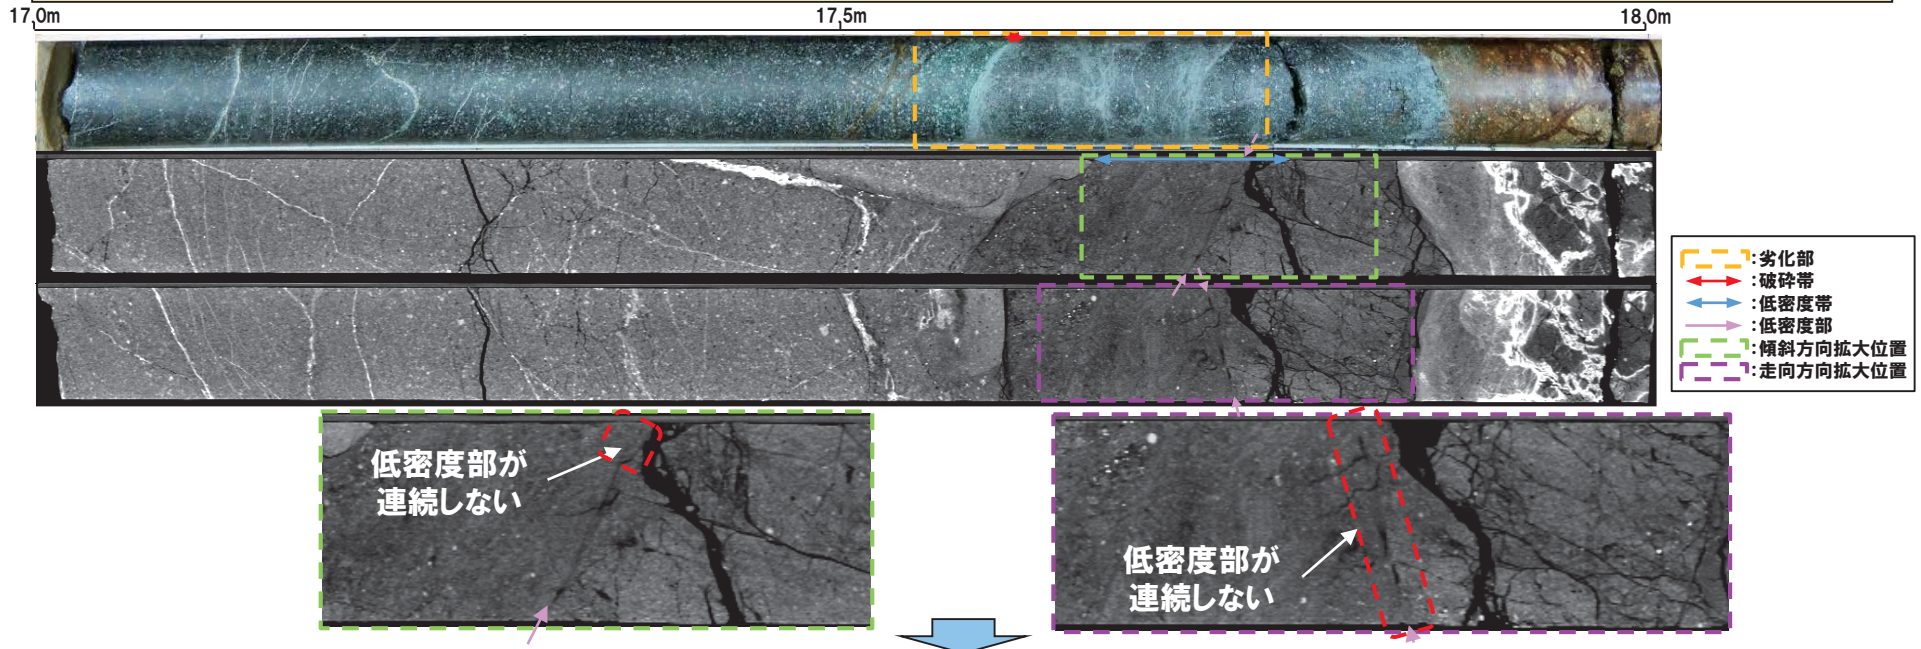 17.0m
17.5m
18.0m
:劣化部
:破砕帯
:低密度帯
:低密度部
:傾斜方向拡大位置
:走向方向拡大位置
低密度部が
連続しない
低密度部が
連続しない